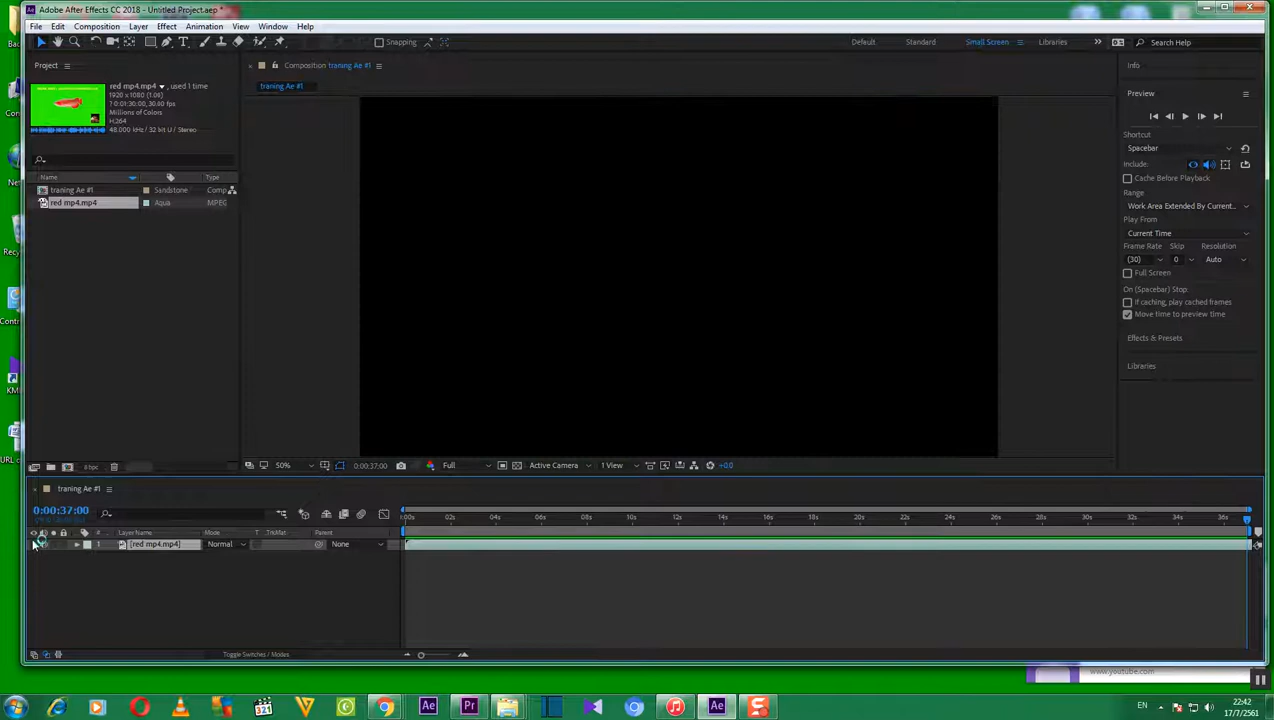 Adobe After Effects CC 2018 - Untitled Project.aep *
File Edit Composition Layer Effect Animation View Window Help
Snapping
Default Standard Small Screen Libraries Search Help
Project
red mp4.mp4 , used 1 time
1920 x 1080 (1.00)
Millions of Colors
H.264
48.000 kHz / 32 bit U / Stereo
Name Type
traning Ae #1 Sandstone Comp
red mp4.mp4 Aqua MPEG
8 bpc
Composition traning Ae #1
traning Ae #1
50% 0:00:37:00 Full Active Camera 1 View +0.0
Info
Preview
Shortcut
Spacebar
Include:
Cache Before Playback
Range
Work Area Extended By Current...
Play From
Current Time
Frame Rate Skip Resolution
(30) 0 Auto
Full Screen
On (Spacebar) Stop:
If caching, play cached frames
Move time to preview time
Effects & Presets
Libraries
traning Ae #1
0:00:37:00
# Layer Name Mode T .TrkMat Parent
1 [red mp4.mp4] Normal None
:00s 02s 04s 06s 08s 10s 12s 14s 16s 18s 20s 22s 24s 26s 28s 30s 32s 34s 36s
Toggle Switches / Modes
www.youtube.com
EN 22:42
17/7/2561